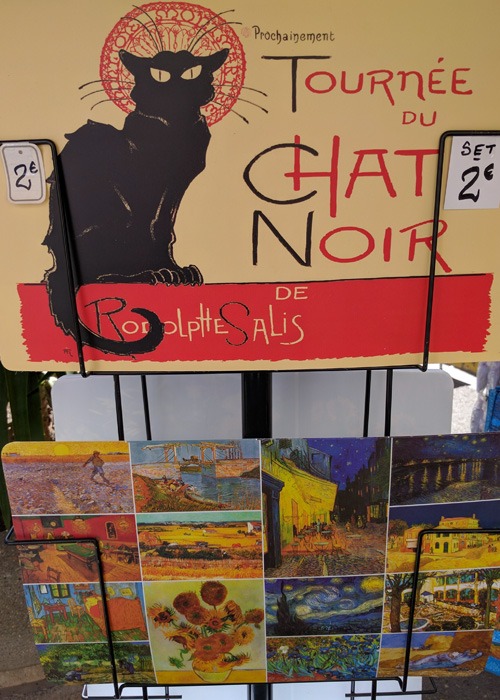 Prochainement
TOURNÉE
DU
CHAT
NOIR
DE
RODOLPHE SALIS
2€
SET
2€